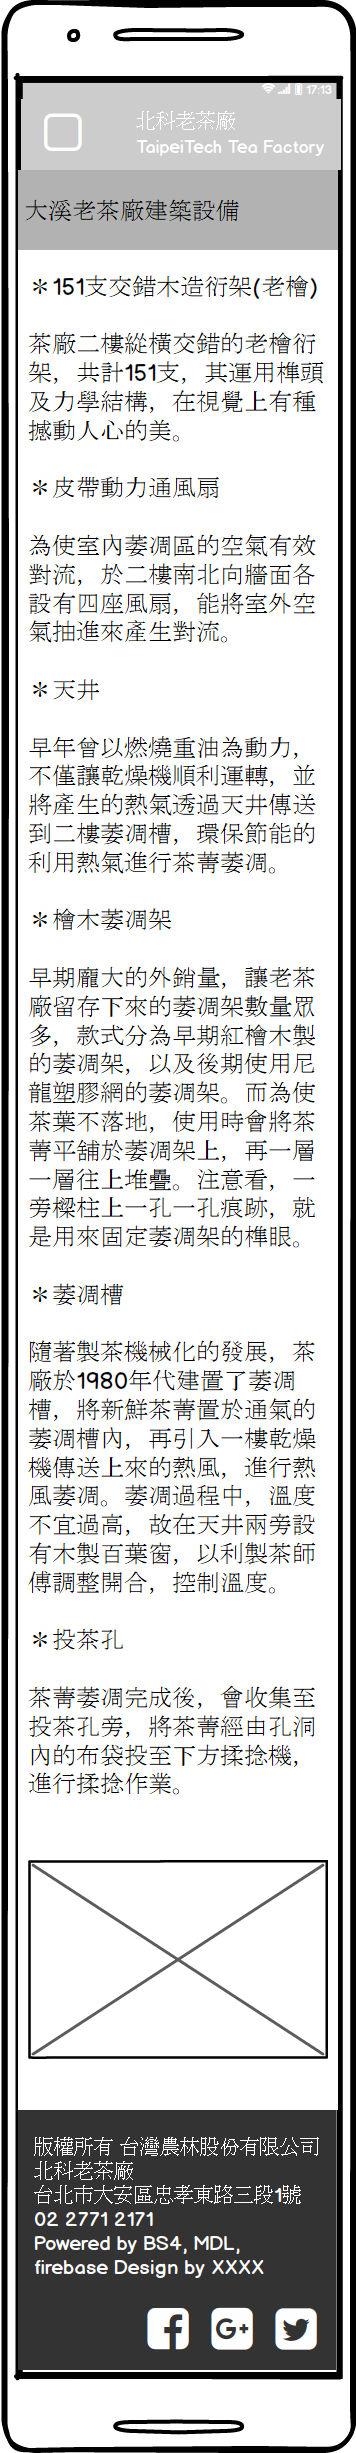 17:13
北科老茶廠
TaipeiTech Tea Factory
大溪老茶廠建築設備
＊151支交錯木造衍架(老檜)
茶廠二樓縱橫交錯的老檜衍
架，共計151支，其運用榫頭
及力學結構，在視覺上有種
撼動人心的美。
＊皮帶動力通風扇
為使室內萎凋區的空氣有效
對流，於二樓南北向牆面各
設有四座風扇，能將室外空
氣抽進來產生對流。
＊天井
早年曾以燃燒重油為動力，
不僅讓乾燥機順利運轉，並
將產生的熱氣透過天井傳送
到二樓萎凋槽，環保節能的
利用熱氣進行茶菁萎凋。
＊檜木萎凋架
早期龐大的外銷量，讓老茶
廠留存下來的萎凋架數量眾
多，款式分為早期紅檜木製
的萎凋架，以及後期使用尼
龍塑膠網的萎凋架。而為使
茶葉不落地，使用時會將茶
菁平舖於萎凋架上，再一層
一層往上堆疊。注意看，一
旁樑柱上一孔一孔痕跡，就
是用來固定萎凋架的榫眼。
＊萎凋槽
隨著製茶機械化的發展，茶
廠於1980年代建置了萎凋
槽，將新鮮茶菁置於通氣的
萎凋槽內，再引入一樓乾燥
機傳送上來的熱風，進行熱
風萎凋。萎凋過程中，溫度
不宜過高，故在天井兩旁設
有木製百葉窗，以利製茶師
傅調整開合，控制溫度。
＊投茶孔
茶菁萎凋完成後，會收集至
投茶孔旁，將茶菁經由孔洞
內的布袋投至下方揉捻機，
進行揉捻作業。
版權所有 台灣農林股份有限公司
北科老茶廠
台北市大安區忠孝東路三段1號
02 2771 2171
Powered by BS4, MDL,
firebase Design by XXXX